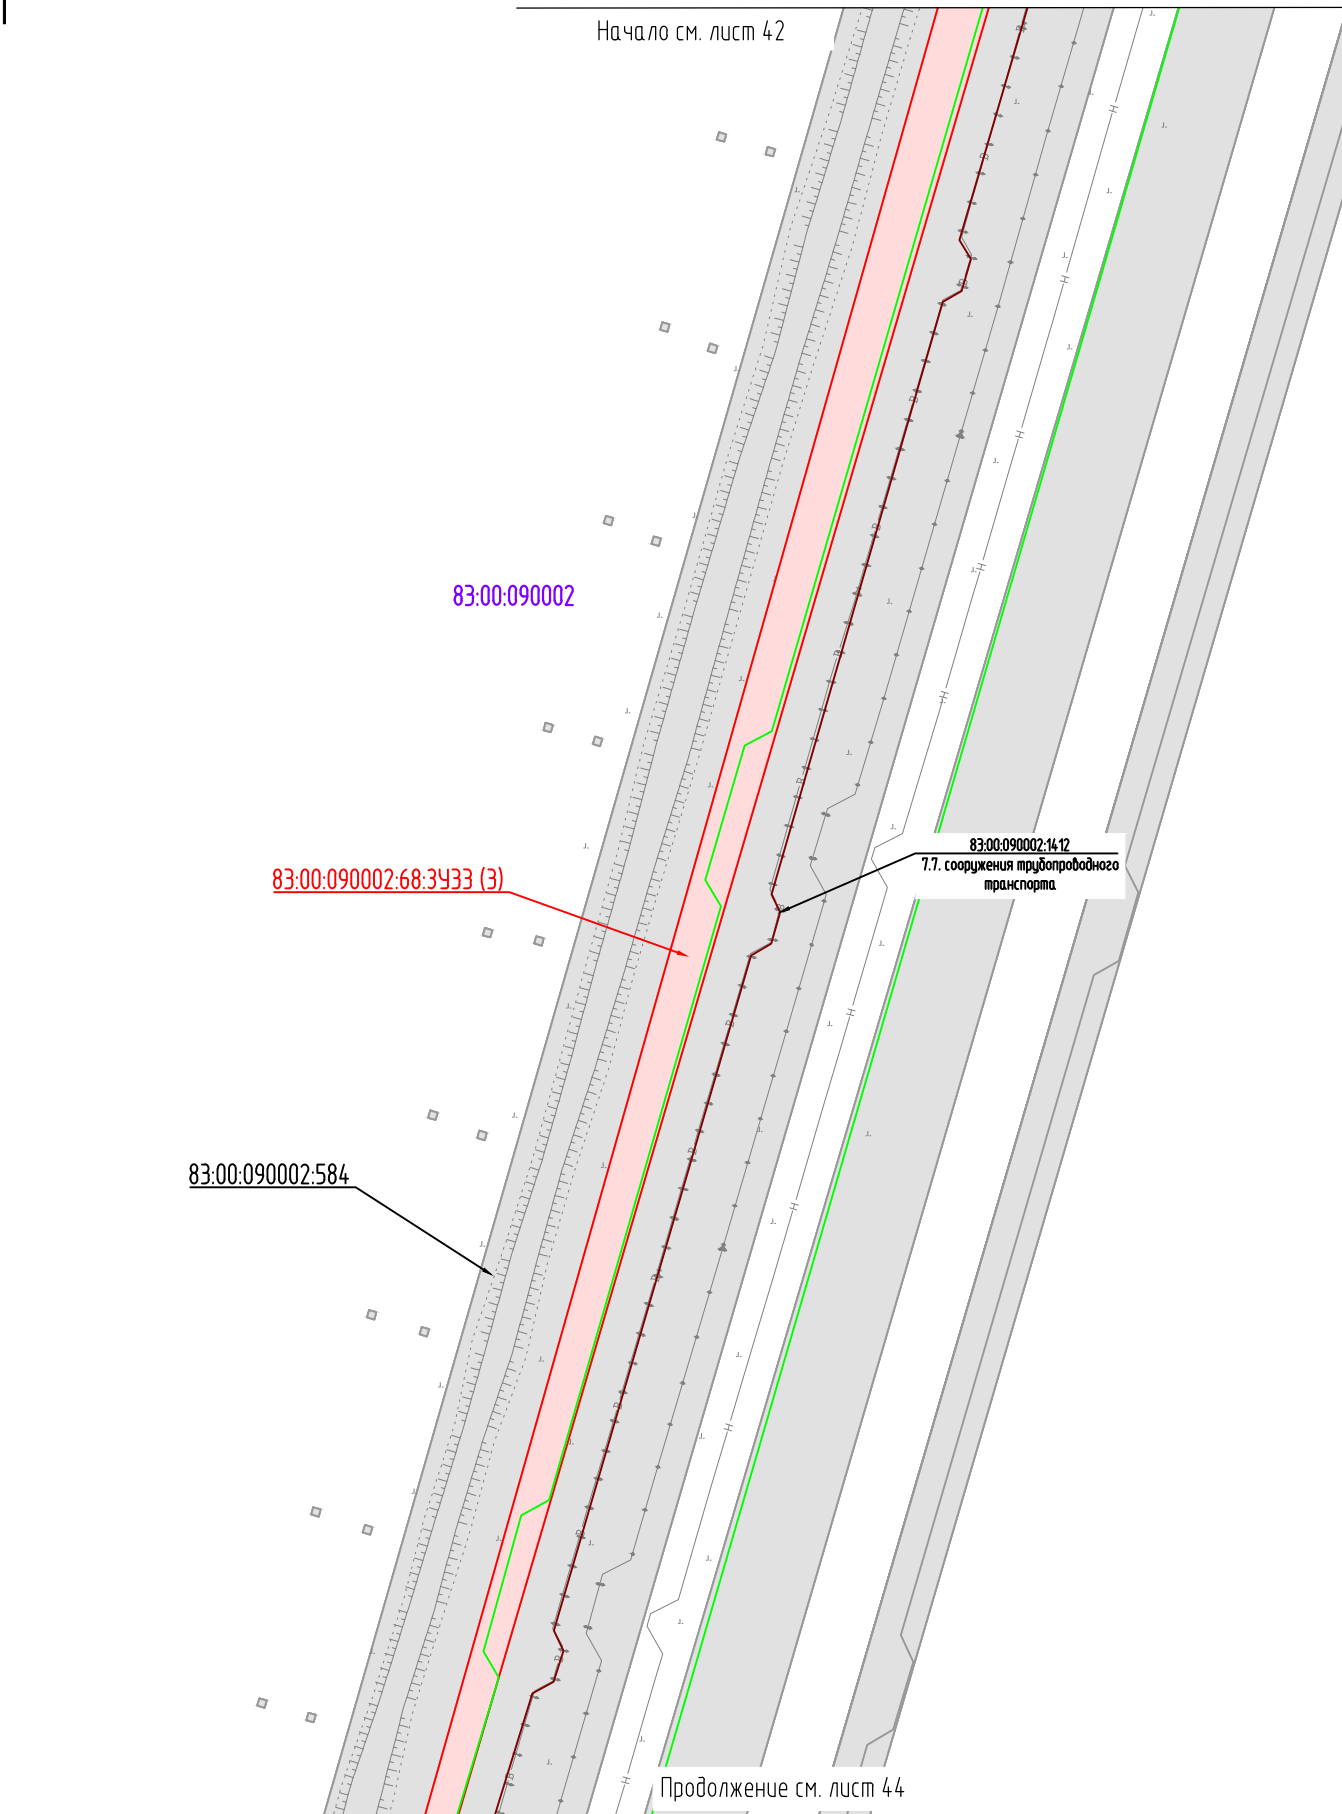 Начало см. лист 42
83:00:090002
83:00:090002:1412
7.7. сооружения трубопроводного
транспорта
83:00:090002:68:ЗУ33 (3)
83:00:090002:584
Продолжение см. лист 44